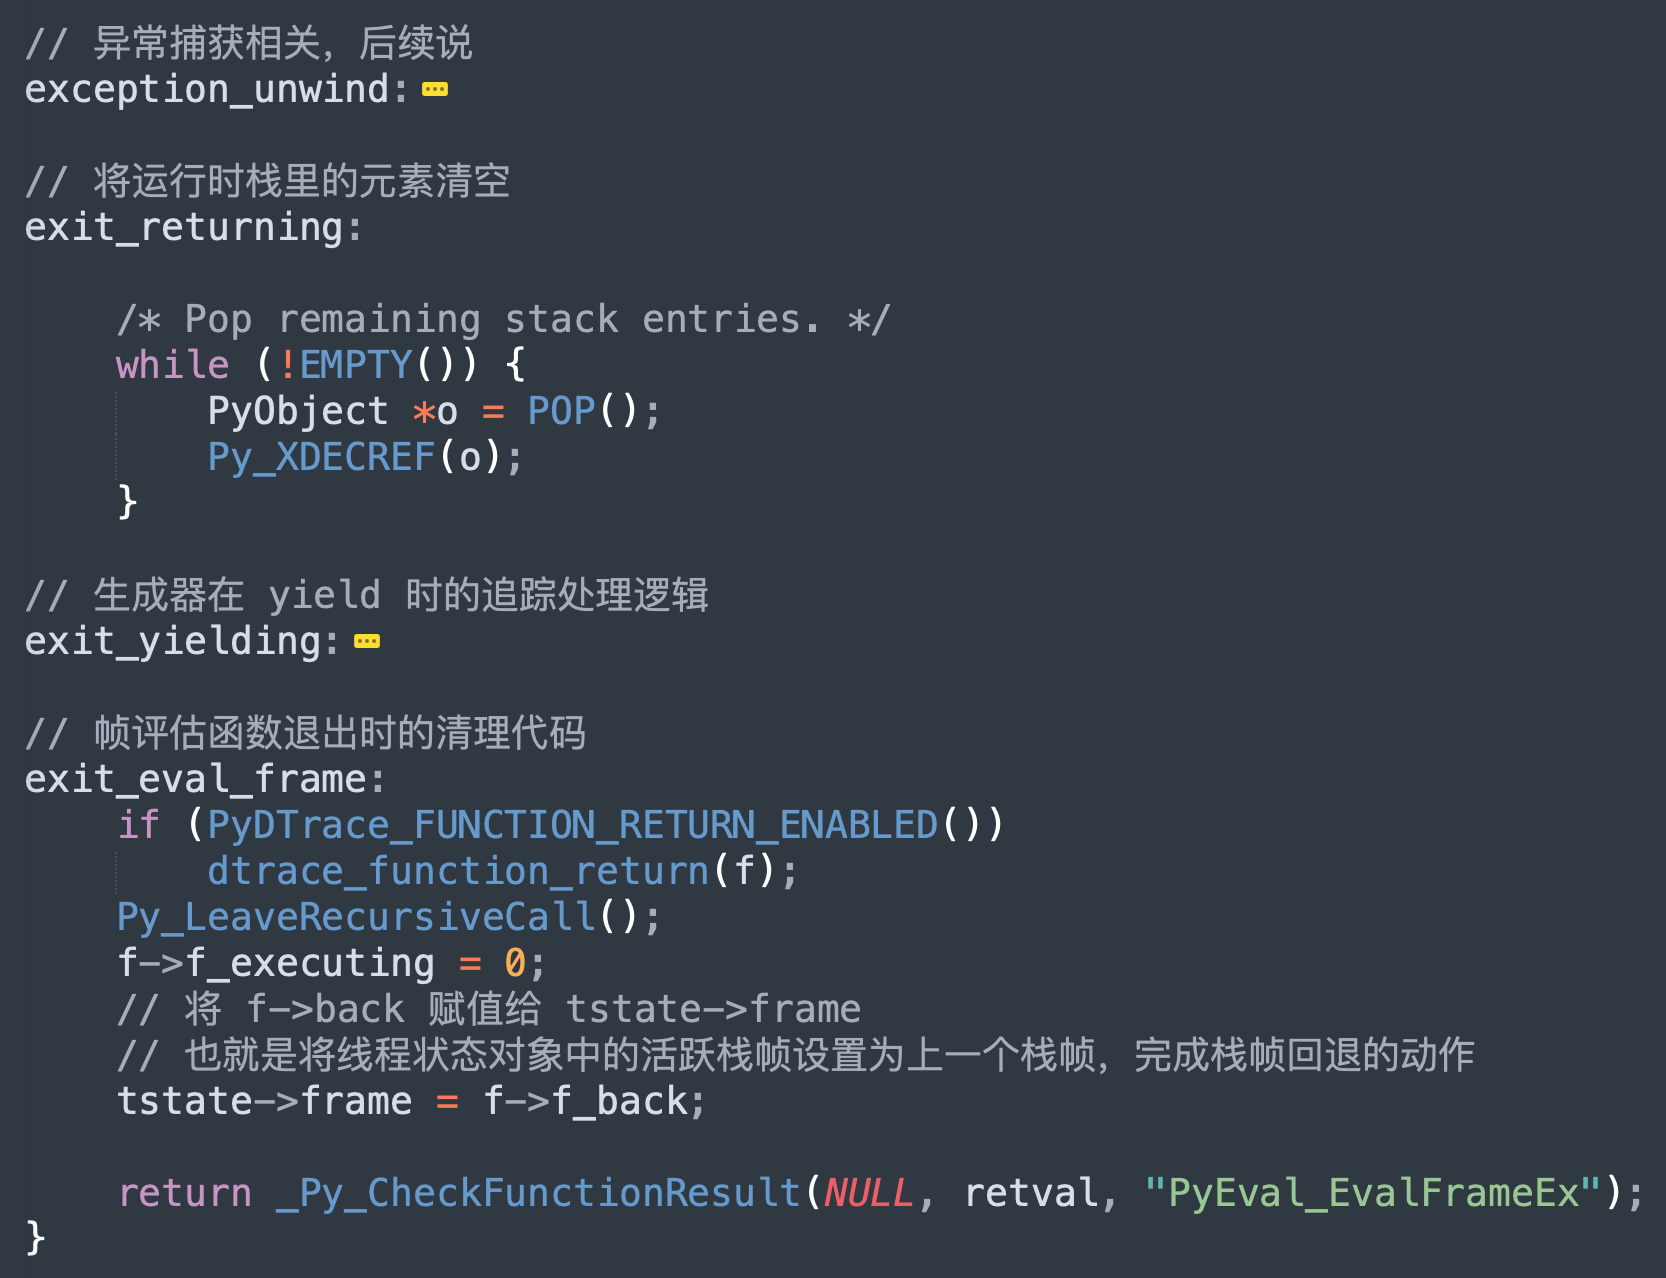 // 异常捕获相关，后续说
exception_unwind:
// 将运行时栈里的元素清空
exit_returning:
/* Pop remaining stack entries. */
while (!EMPTY()) {
PyObject *o = POP();
Py_XDECREF(o);
}
// 生成器在 yield 时的追踪处理逻辑
exit_yielding:
// 帧评估函数退出时的清理代码
exit_eval_frame:
if (PyDTrace_FUNCTION_RETURN_ENABLED())
dtrace_function_return(f);
Py_LeaveRecursiveCall();
f->f_executing = 0;
// 将 f->back 赋值给 tstate->frame
// 也就是将线程状态对象中的活跃栈帧设置为上一个栈帧，完成栈帧回退的动作
tstate->frame = f->f_back;
return _Py_CheckFunctionResult(NULL, retval, "PyEval_EvalFrameEx");
}